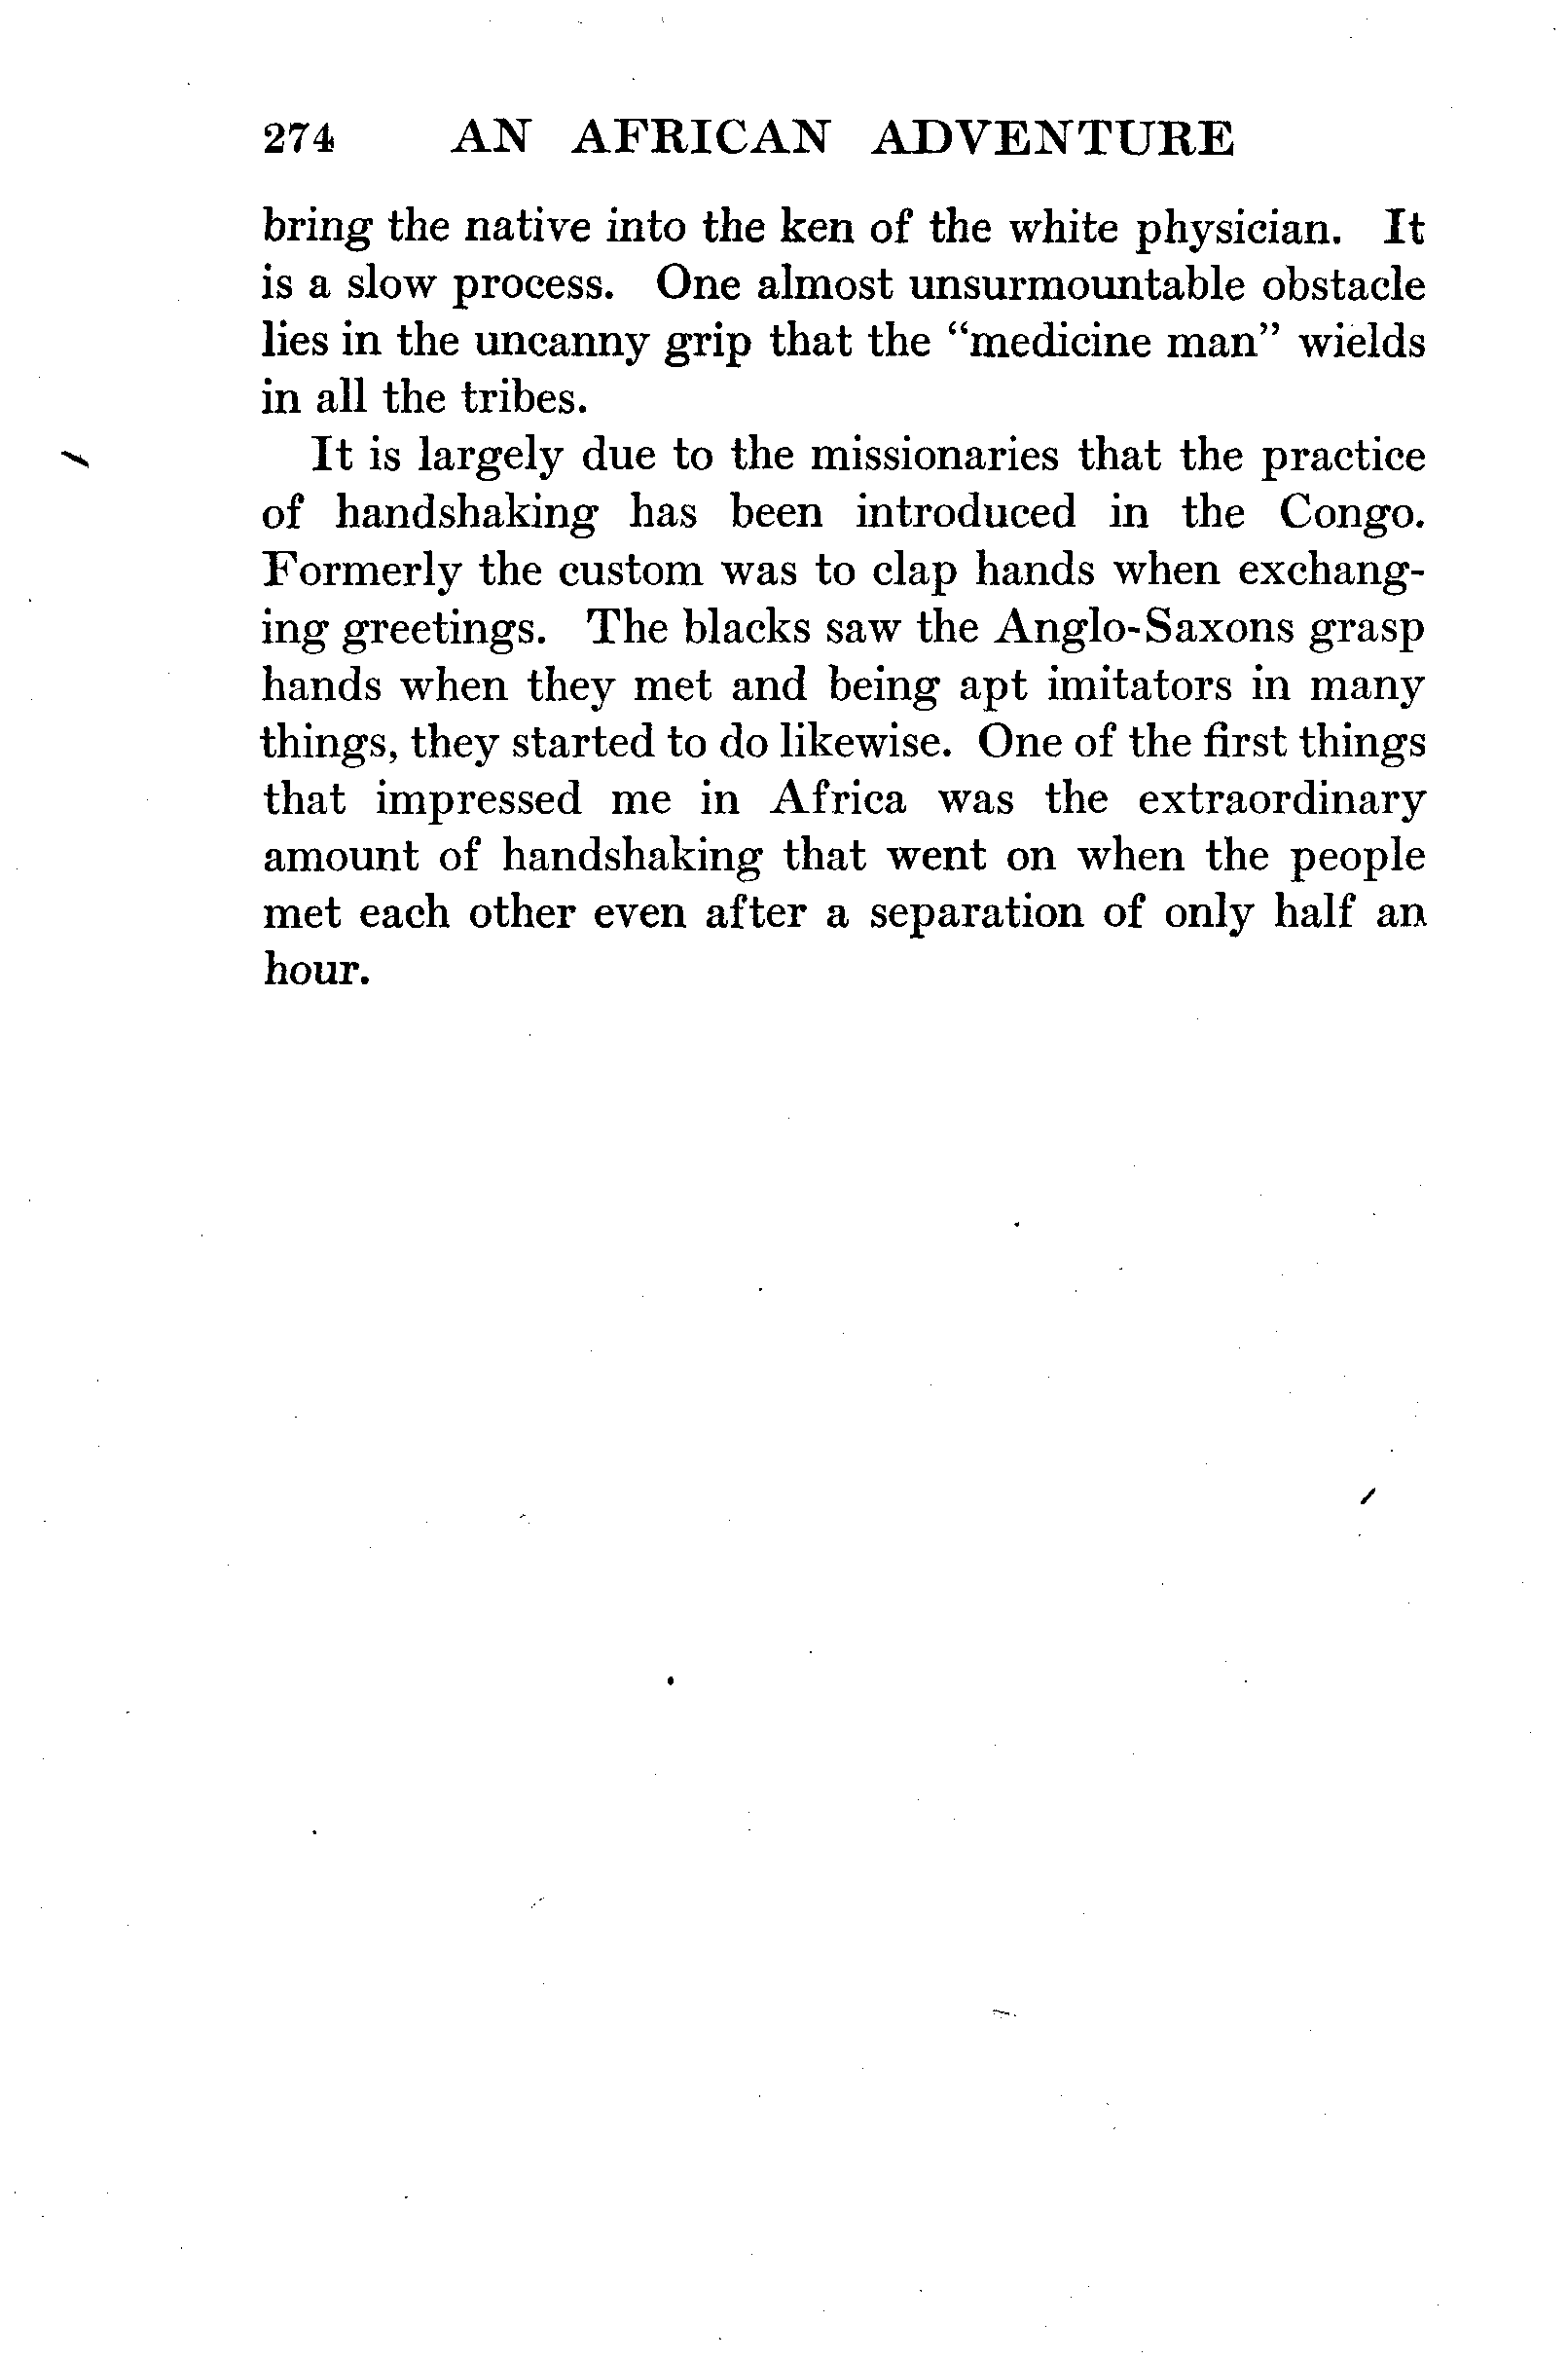 274 AN AFRICAN ADVENTURE
bring the native into the ken of the white physician. It
is a slow process. One almost unsurmountable obstacle
lies in the uncanny grip that the “medicine man” wields
in all the tribes.
It is largely due to the missionaries that the practice
of handshaking has been introduced in the Congo.
Formerly the custom was to clap hands when exchang-
ing greetings. The blacks saw the Anglo-Saxons grasp
hands when they met and being apt imitators in many
things, they started to do likewise. One of the first things
that impressed me in Africa was the extraordinary
amount of handshaking that went on when the people
met each other even after a separation of only half an
hour.